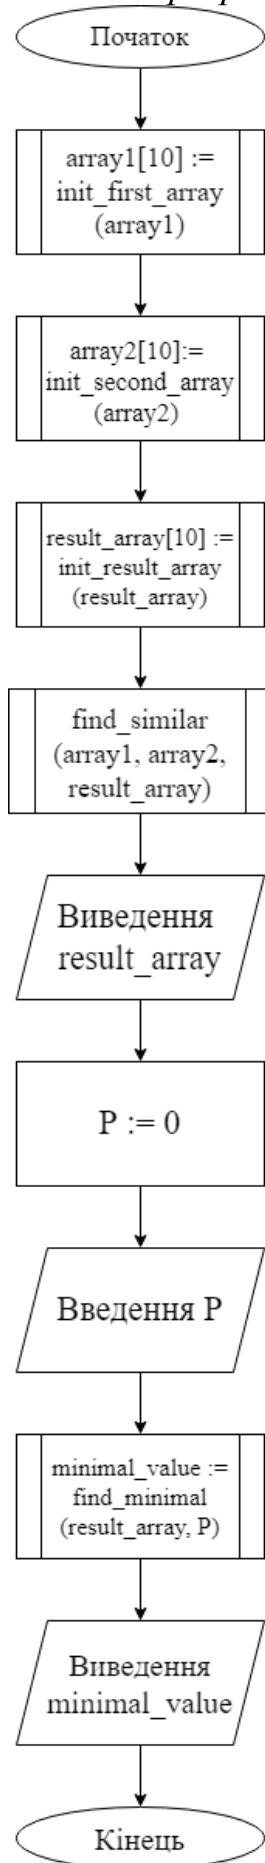 Початок
array1[10] :=
init_first_array
(array1)
array2[10]:=
init_second_array
(array2)
result_array[10] :=
init_result_array
(result_array)
find_similar
(array1, array2,
result_array)
Виведення
result_array
P := 0
Введення P
minimal_value :=
find_minimal
(result_array, P)
Виведення
minimal_value
Кінець